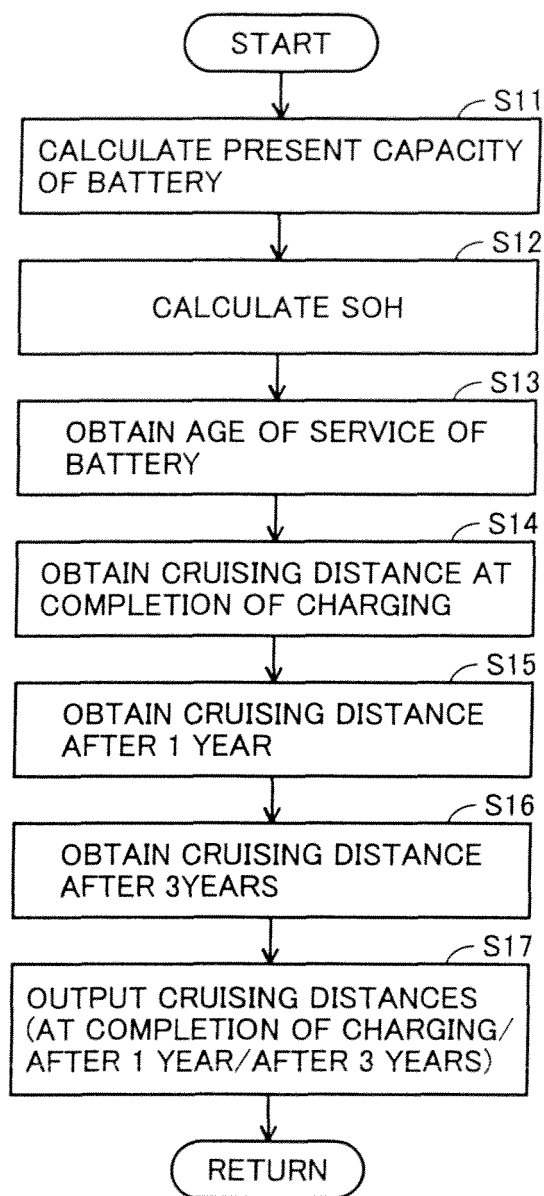 START
S11
CALCULATE PRESENT CAPACITY
OF BATTERY
S12
CALCULATE SOH
S13
OBTAIN AGE OF SERVICE OF
BATTERY
S14
OBTAIN CRUISING DISTANCE AT
COMPLETION OF CHARGING
S15
OBTAIN CRUISING DISTANCE
AFTER 1 YEAR
S16
OBTAIN CRUISING DISTANCE
AFTER 3YEARS
S17
OUTPUT CRUISING DISTANCES
(AT COMPLETION OF CHARGING/
AFTER 1 YEAR/AFTER 3 YEARS)
RETURN